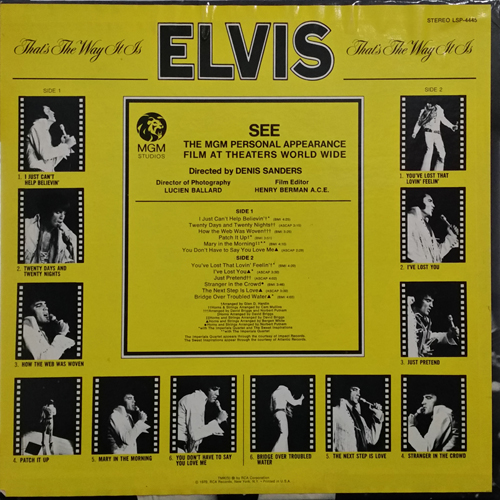 STEREO LSP-4445
That's The Way It Is
ELVIS
That's The Way It Is
SIDE 1
SIDE 2
MGM
STUDIOS
SEE
THE MGM PERSONAL APPEARANCE
FILM AT THEATERS WORLD WIDE
Directed by DENIS SANDERS
Director of Photography
LUCIEN BALLARD
Film Editor
HENRY BERMAN A.C.E.
SIDE 1
I Just Can't Help Believin'
Twenty Days and Twenty Nights
How the Web Was Woven
Patch It Up
Mary in the Morning
You Don't Have to Say You Love Me
SIDE 2
You've Lost That Lovin' Feelin'
I've Lost You
Just Pretend
Stranger in the Crowd
The Next Step Is Love
Bridge Over Troubled Water
1. I JUST CAN'T
HELP BELIEVIN'
2. TWENTY DAYS AND
TWENTY NIGHTS
3. HOW THE WEB WAS WOVEN
4. PATCH IT UP
5. MARY IN THE MORNING
6. YOU DON'T HAVE TO SAY
YOU LOVE ME
1. YOU'VE LOST THAT
LOVIN' FEELIN'
2. I'VE LOST YOU
3. JUST PRETEND
6. BRIDGE OVER TROUBLED
WATER
5. THE NEXT STEP IS LOVE
4. STRANGER IN THE CROWD